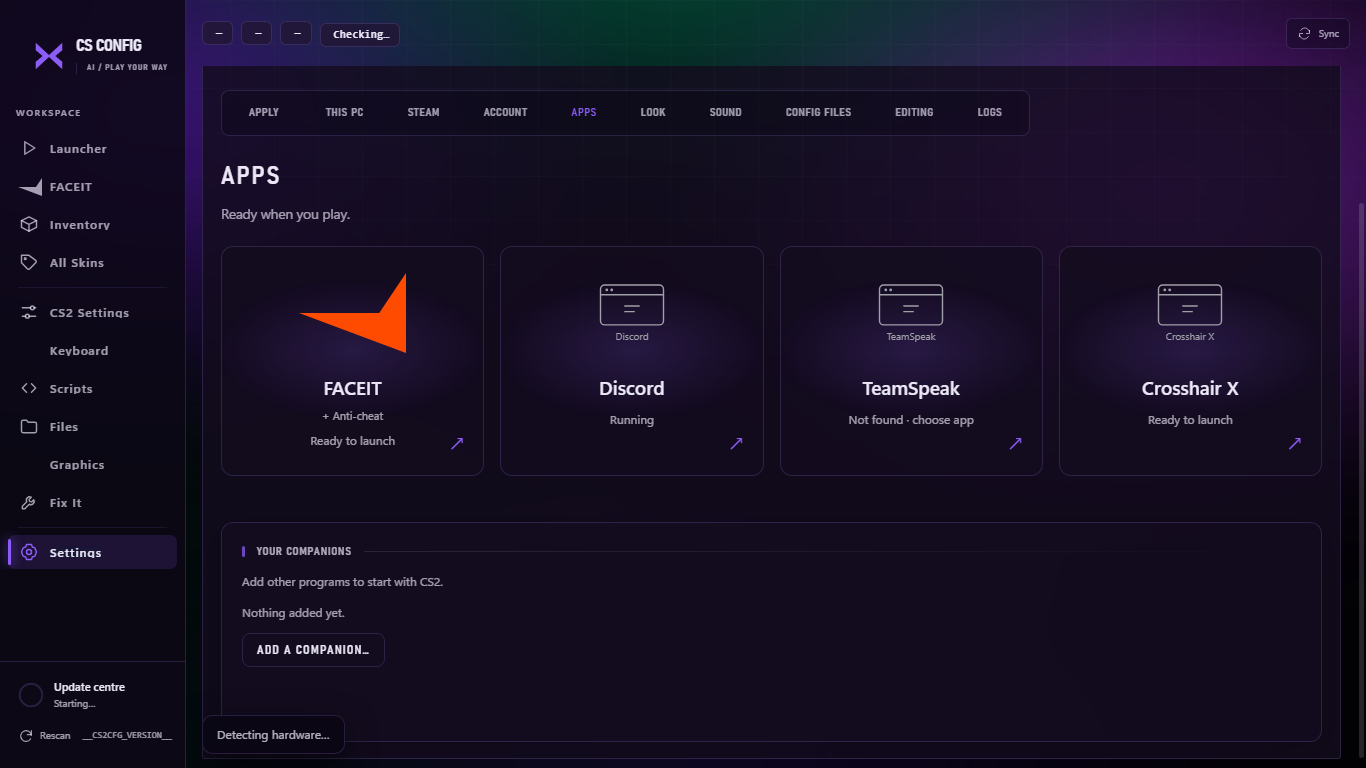 CS CONFIG
AI / PLAY YOUR WAY
WORKSPACE
Launcher
FACEIT
Inventory
All Skins
CS2 Settings
Keyboard
Scripts
Files
Graphics
Fix It
Settings
Update centre
Starting...
Rescan __CS2CFG_VERSION__
– – – Checking…
Sync
APPLY THIS PC STEAM ACCOUNT APPS LOOK SOUND CONFIG FILES EDITING LOGS
APPS
Ready when you play.
FACEIT
+ Anti-cheat
Ready to launch
Discord
Discord
Running
TeamSpeak
TeamSpeak
Not found · choose app
Crosshair X
Crosshair X
Ready to launch
YOUR COMPANIONS
Add other programs to start with CS2.
Nothing added yet.
ADD A COMPANION…
Detecting hardware...